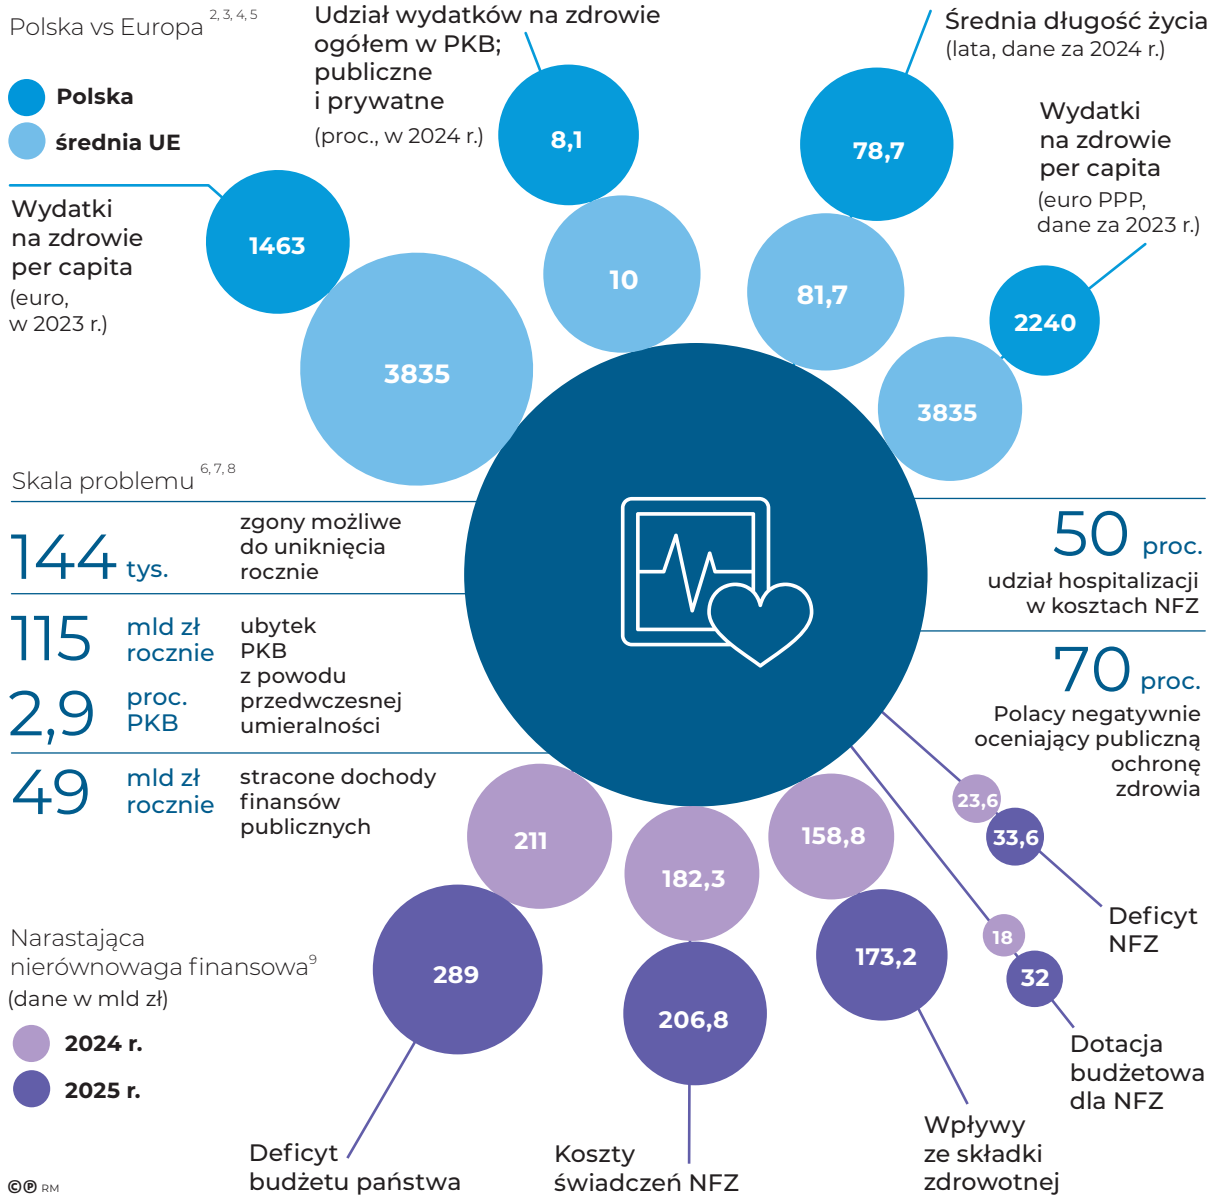 Polska vs Europa 2, 3, 4, 5
Polska
średnia UE
Wydatki
na zdrowie
per capita
(euro,
w 2023 r.)
1463
3835
Udział wydatków na zdrowie
ogółem w PKB;
publiczne
i prywatne
(proc., w 2024 r.)
8,1
10
Średnia długość życia
(lata, dane za 2024 r.)
78,7
81,7
Wydatki
na zdrowie
per capita
(euro PPP,
dane za 2023 r.)
2240
3835
Skala problemu 6, 7, 8
144 tys.
zgony możliwe
do uniknięcia
rocznie
115 mld zł
rocznie
2,9 proc.
PKB
ubytek
PKB
z powodu
przedwczesnej
umieralności
49 mld zł
rocznie
stracone dochody
finansów
publicznych
50 proc.
udział hospitalizacji
w kosztach NFZ
70 proc.
Polacy negatywnie
oceniający publiczną
ochronę
zdrowia
Narastająca
nierównowaga finansowa9
(dane w mld zł)
2024 r.
2025 r.
211
289
Deficyt
budżetu państwa
182,3
206,8
Koszty
świadczeń NFZ
158,8
173,2
Wpływy
ze składki
zdrowotnej
18
32
Dotacja
budżetowa
dla NFZ
23,6
33,6
Deficyt
NFZ
©℗ RM